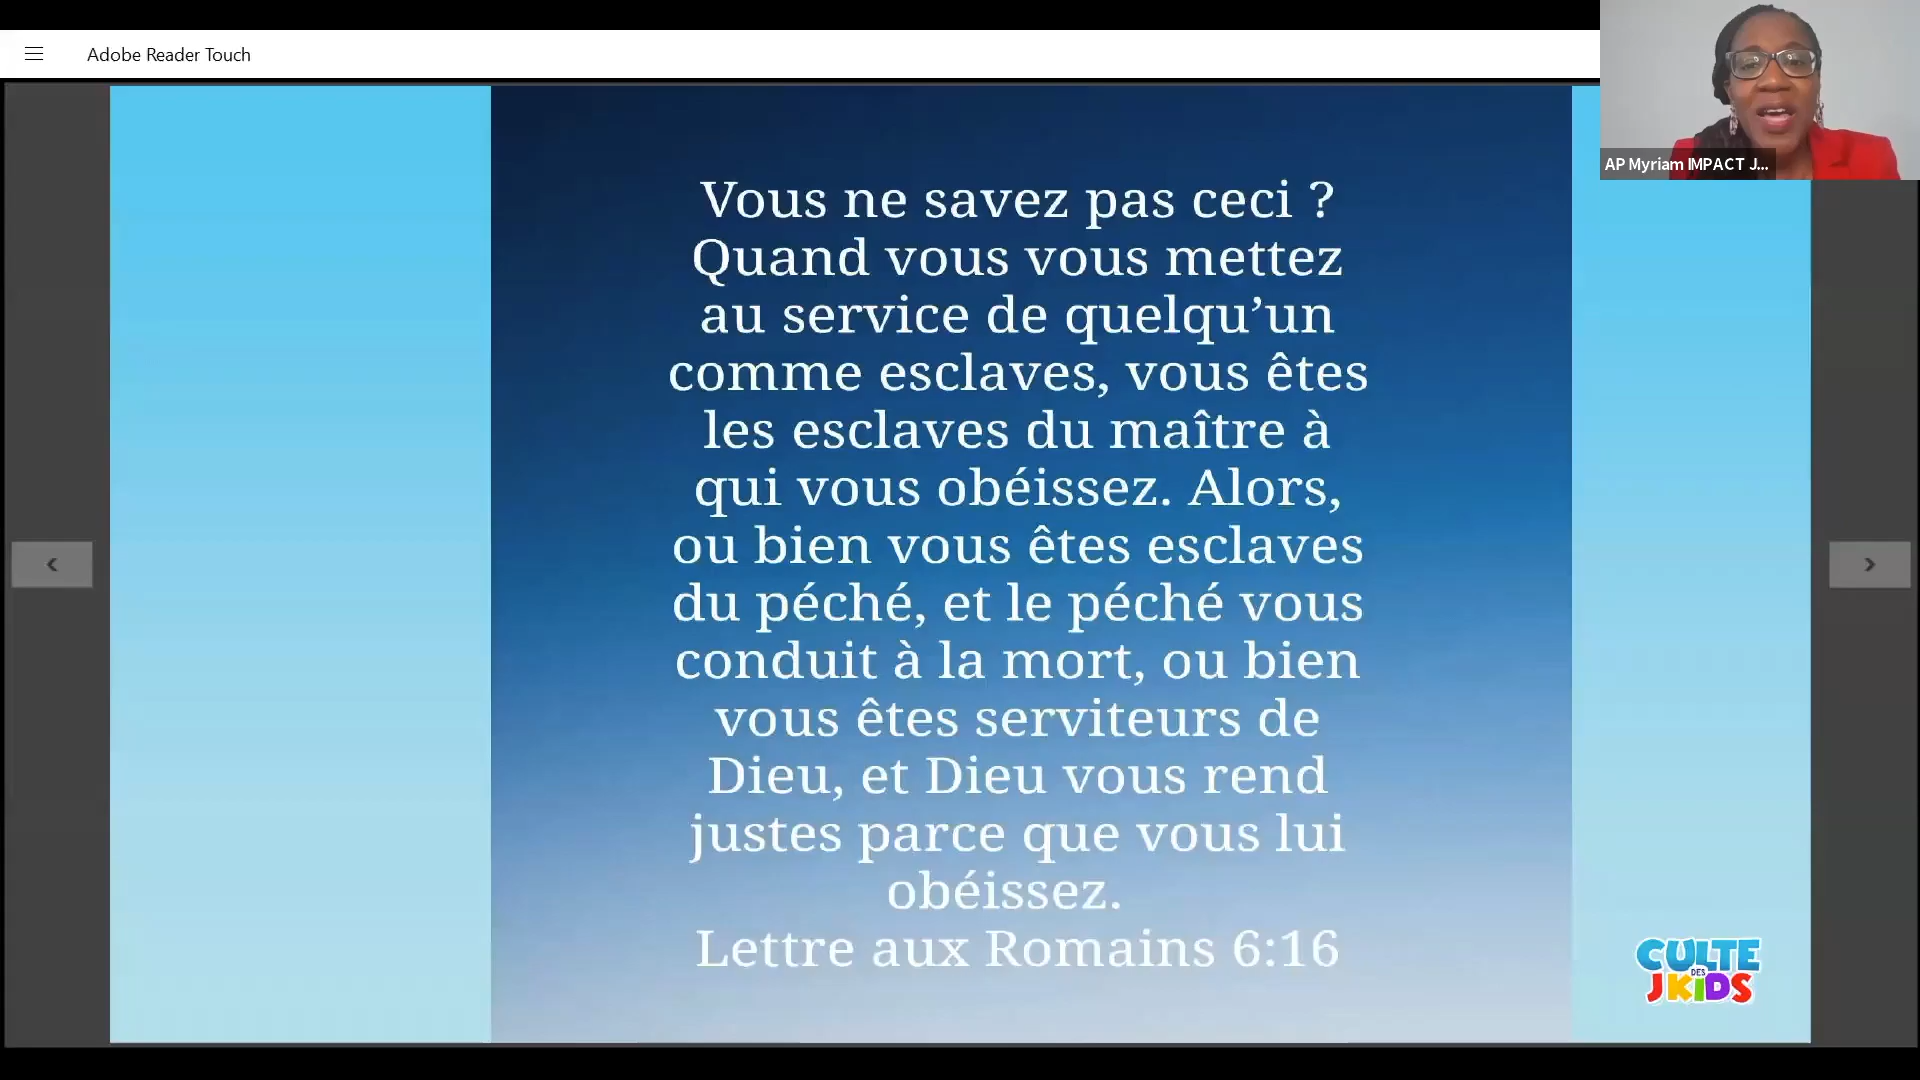 Adobe Reader Touch
AP Myriam IMPACT J...
Vous ne savez pas ceci ?
Quand vous vous mettez
au service de quelqu’un
comme esclaves, vous êtes
les esclaves du maître à
qui vous obéissez. Alors,
ou bien vous êtes esclaves
du péché, et le péché vous
conduit à la mort, ou bien
vous êtes serviteurs de
Dieu, et Dieu vous rend
justes parce que vous lui
obéissez.
Lettre aux Romains 6:16
CULTE
DES
JKIDS